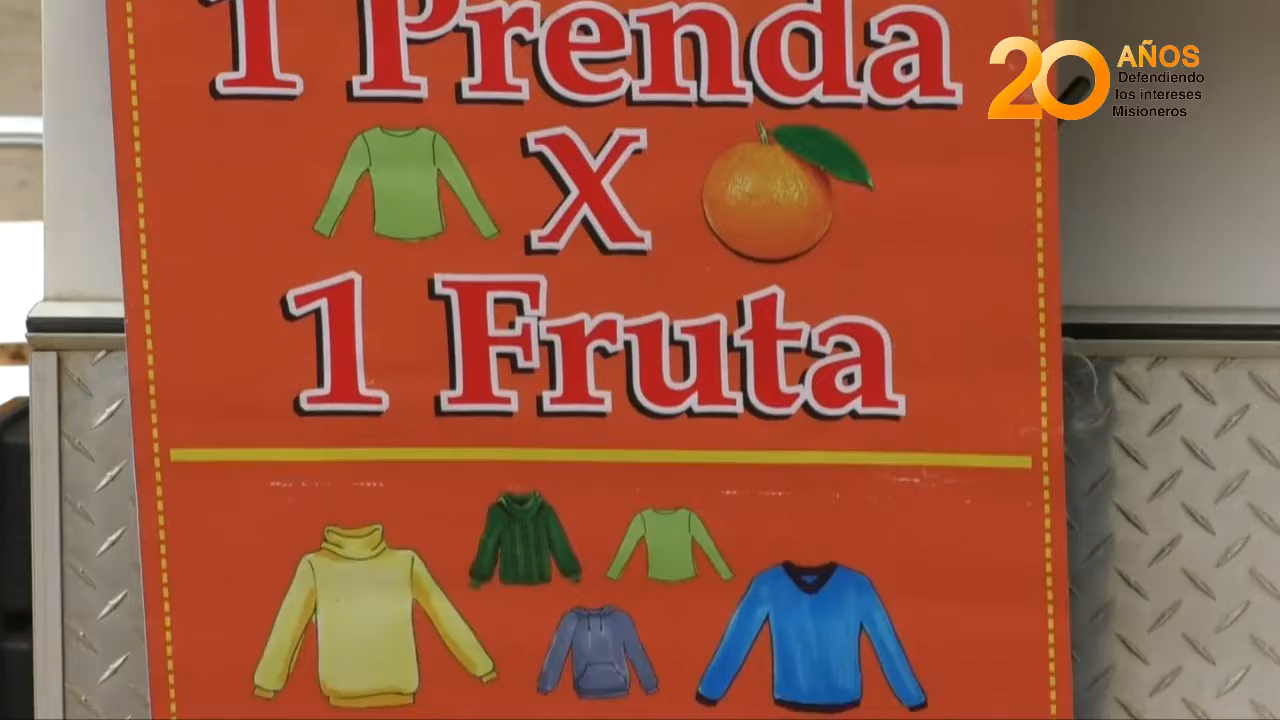 1 Prenda
X
1 Fruta
20 AÑOS
Defendiendo
los intereses
Misioneros